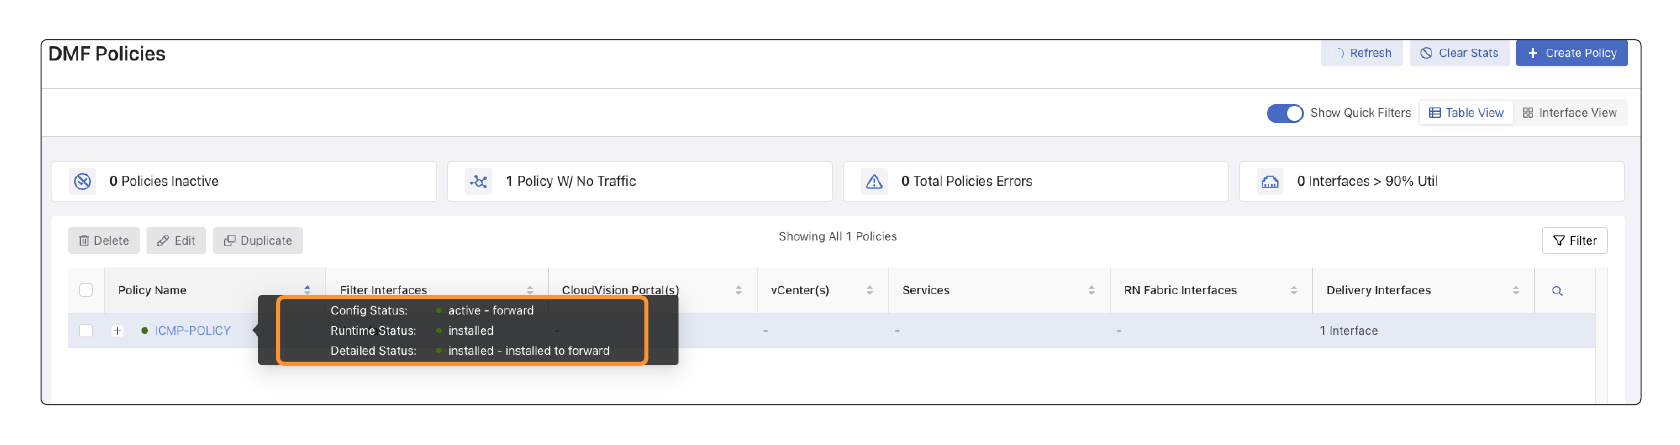 DMF Policies
Refresh
Clear Stats
+ Create Policy
Show Quick Filters
Table View
Interface View
0 Policies Inactive
1 Policy W/ No Traffic
0 Total Policies Errors
0 Interfaces > 90% Util
Delete
Edit
Duplicate
Showing All 1 Policies
Filter
Policy Name
Filter Interfaces
CloudVision Portal(s)
vCenter(s)
Services
RN Fabric Interfaces
Delivery Interfaces
ICMP-POLICY
Config Status: active - forward
Runtime Status: installed
Detailed Status: installed - installed to forward
-
-
-
1 Interface